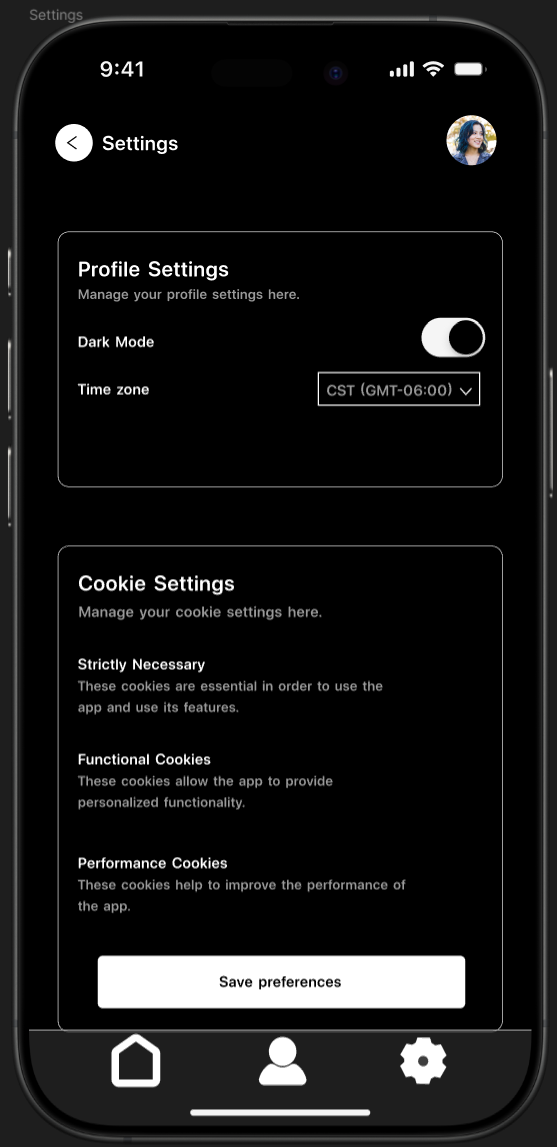 Settings
9:41
Settings
Profile Settings
Manage your profile settings here.
Dark Mode
Time zone
CST (GMT-06:00)
Cookie Settings
Manage your cookie settings here.
Strictly Necessary
These cookies are essential in order to use the
app and use its features.
Functional Cookies
These cookies allow the app to provide
personalized functionality.
Performance Cookies
These cookies help to improve the performance of
the app.
Save preferences